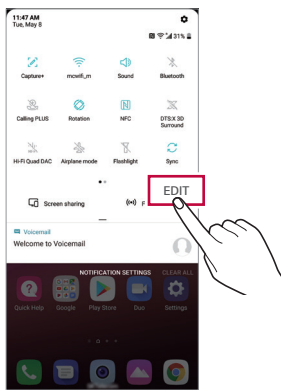 11:47 AM
Tue, May 8
31%
Capture+ mcwifi_m Sound Bluetooth
Calling PLUS Rotation NFC DTS:X 3D Surround
Hi-Fi Quad DAC Airplane mode Flashlight Sync
Screen sharing F EDIT
Voicemail
Welcome to Voicemail
NOTIFICATION SETTINGS CLEAR ALL
Quick Help Google Play Store Duo Settings